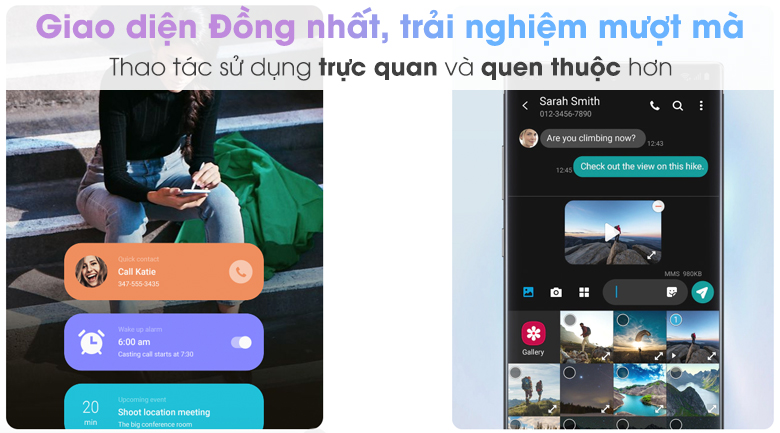 Giao diện Đồng nhất, trải nghiệm mượt mà
Thao tác sử dụng trực quan và quen thuộc hơn
Quick contact
Call Katie
347-555-3435
Wake up alarm
6:00 am
Casting call starts at 7:30
20
min
Upcoming event
Shoot location meeting
The big conference room
Sarah Smith
012-3456-7890
Are you climbing now?
12:43
12:45
Check out the view on this hike.
MMS 980KB
Gallery
1